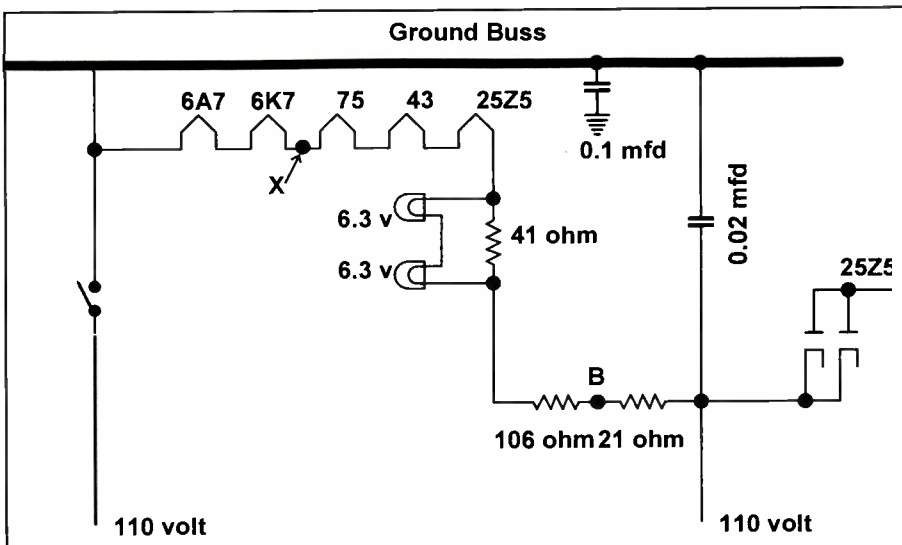 Ground Buss
6A7 6K7 75 43 25Z5
0.1 mfd
X
6.3 v
41 ohm
0.02 mfd
6.3 v
25Z5
B
106 ohm 21 ohm
110 volt
110 volt